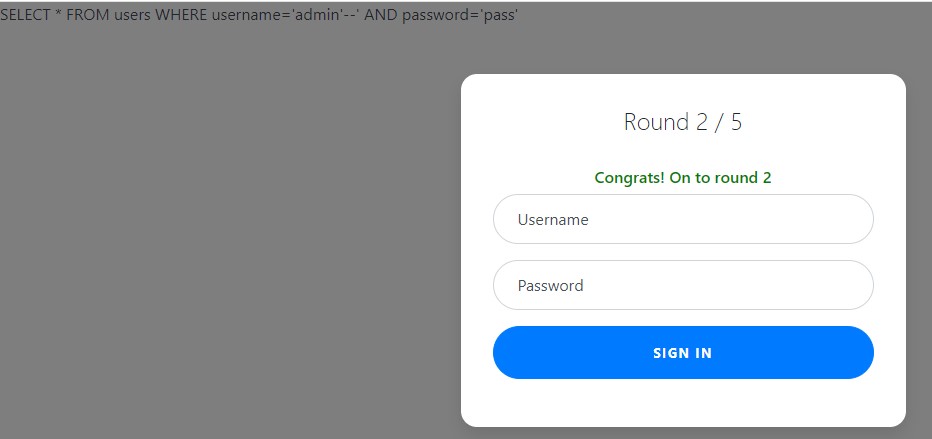 SELECT * FROM users WHERE username='admin'--' AND password='pass'
Round 2 / 5
Congrats! On to round 2
Username
Password
SIGN IN